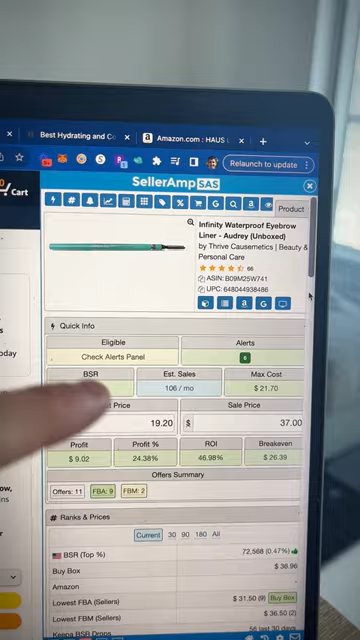 Best Hydrating and Co
Amazon.com : HAUS L
Relaunch to update
Cart
SellerAmp SAS
Product
Infinity Waterproof Eyebrow
Liner - Audrey (Unboxed)
by Thrive Causemetics | Beauty &
Personal Care
66
ASIN: B09M25W741
UPC: 648044938486
Quick Info
Eligible
Alerts
Check Alerts Panel
BSR
Est. Sales
Max Cost
106 / mo
$ 21.70
Price
Sale Price
19.20
$
37.00
Profit
Profit %
ROI
Breakeven
$ 9.02
24.38%
46.98%
$ 26.39
Offers Summary
Offers: 11
FBA: 9
FBM: 2
Ranks & Prices
Current
30
90
180
All
BSR (Top %)
72,568 (0.47%)
Buy Box
$ 36.96
Amazon
-
Lowest FBA (Sellers)
$ 31.50 (9)
Buy Box
Lowest FBM (Sellers)
$ 36.50 (2)
Keepa BSR Drops